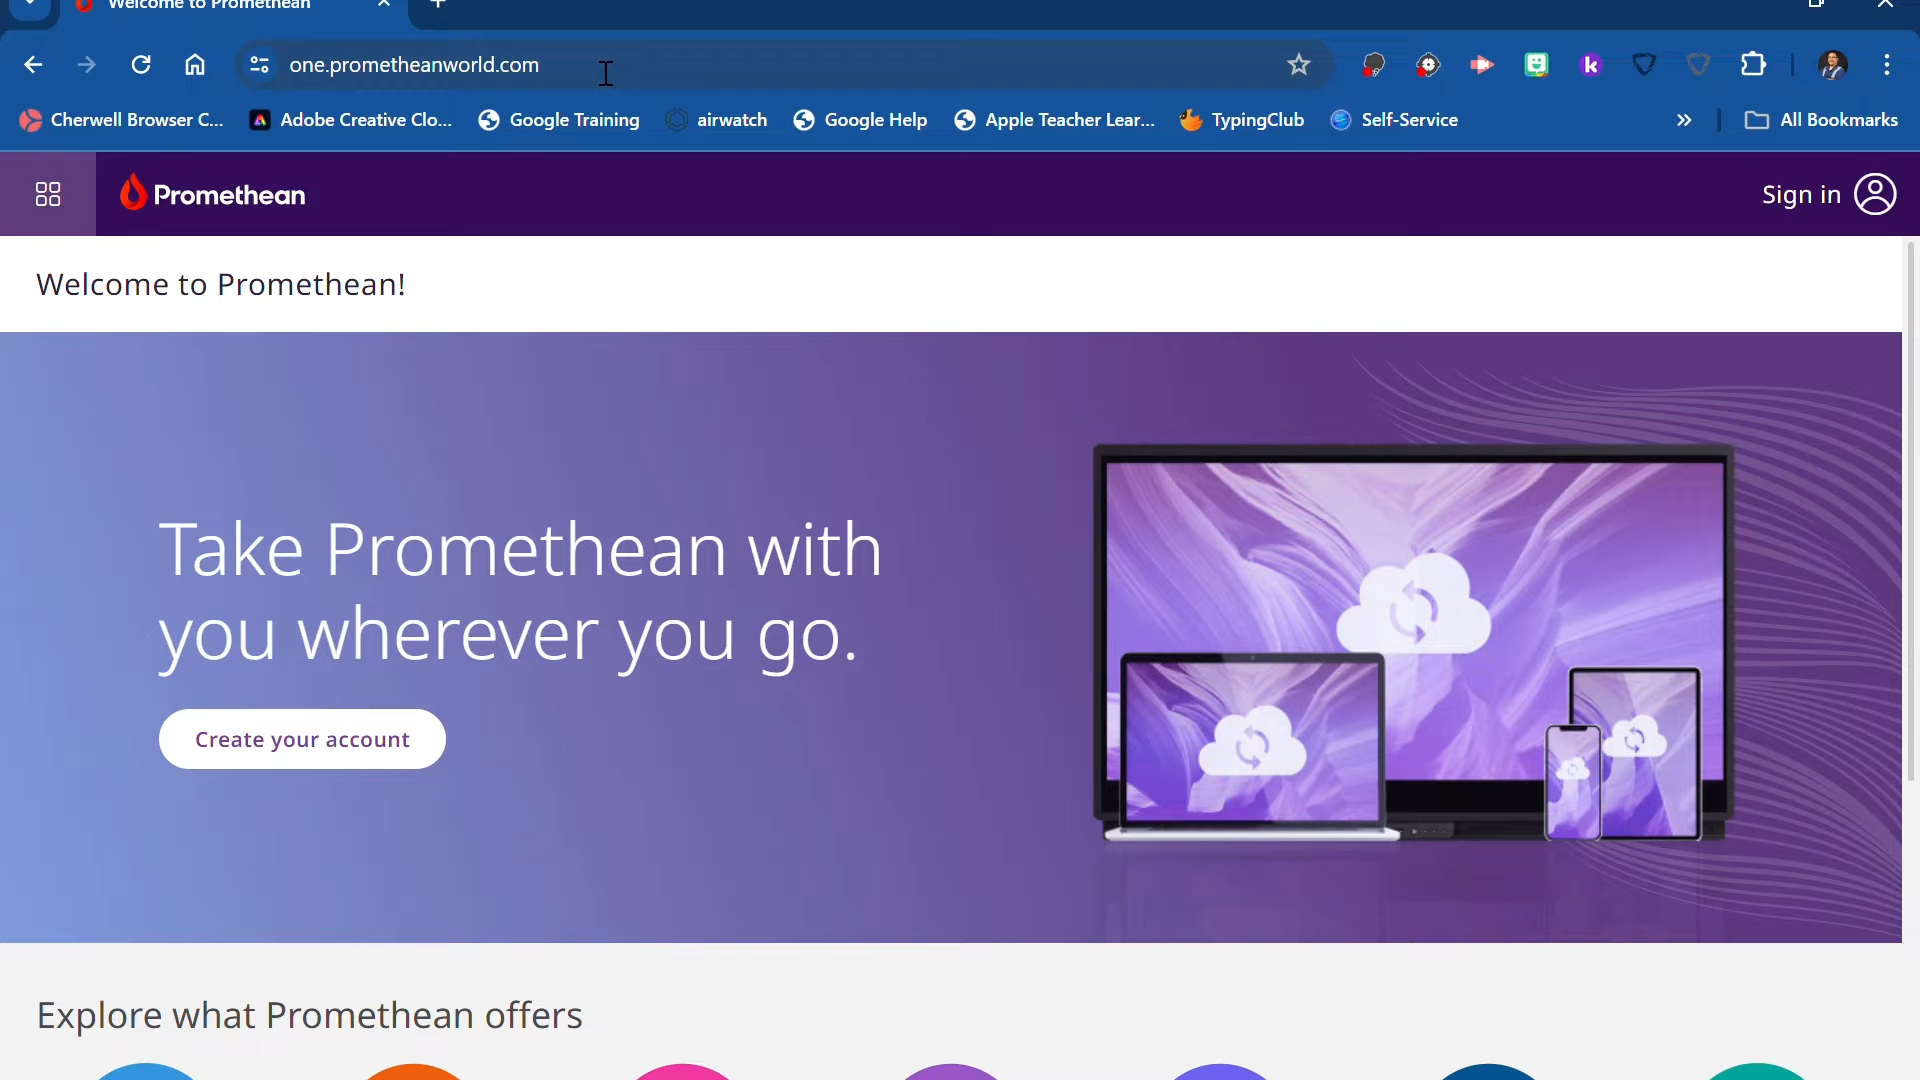 Welcome to Promethean
one.prometheanworld.com
Cherwell Browser C... Adobe Creative Clo... Google Training airwatch Google Help Apple Teacher Lear... TypingClub Self-Service » All Bookmarks
Promethean Sign in
Welcome to Promethean!
Take Promethean with
you wherever you go.
Create your account
Explore what Promethean offers